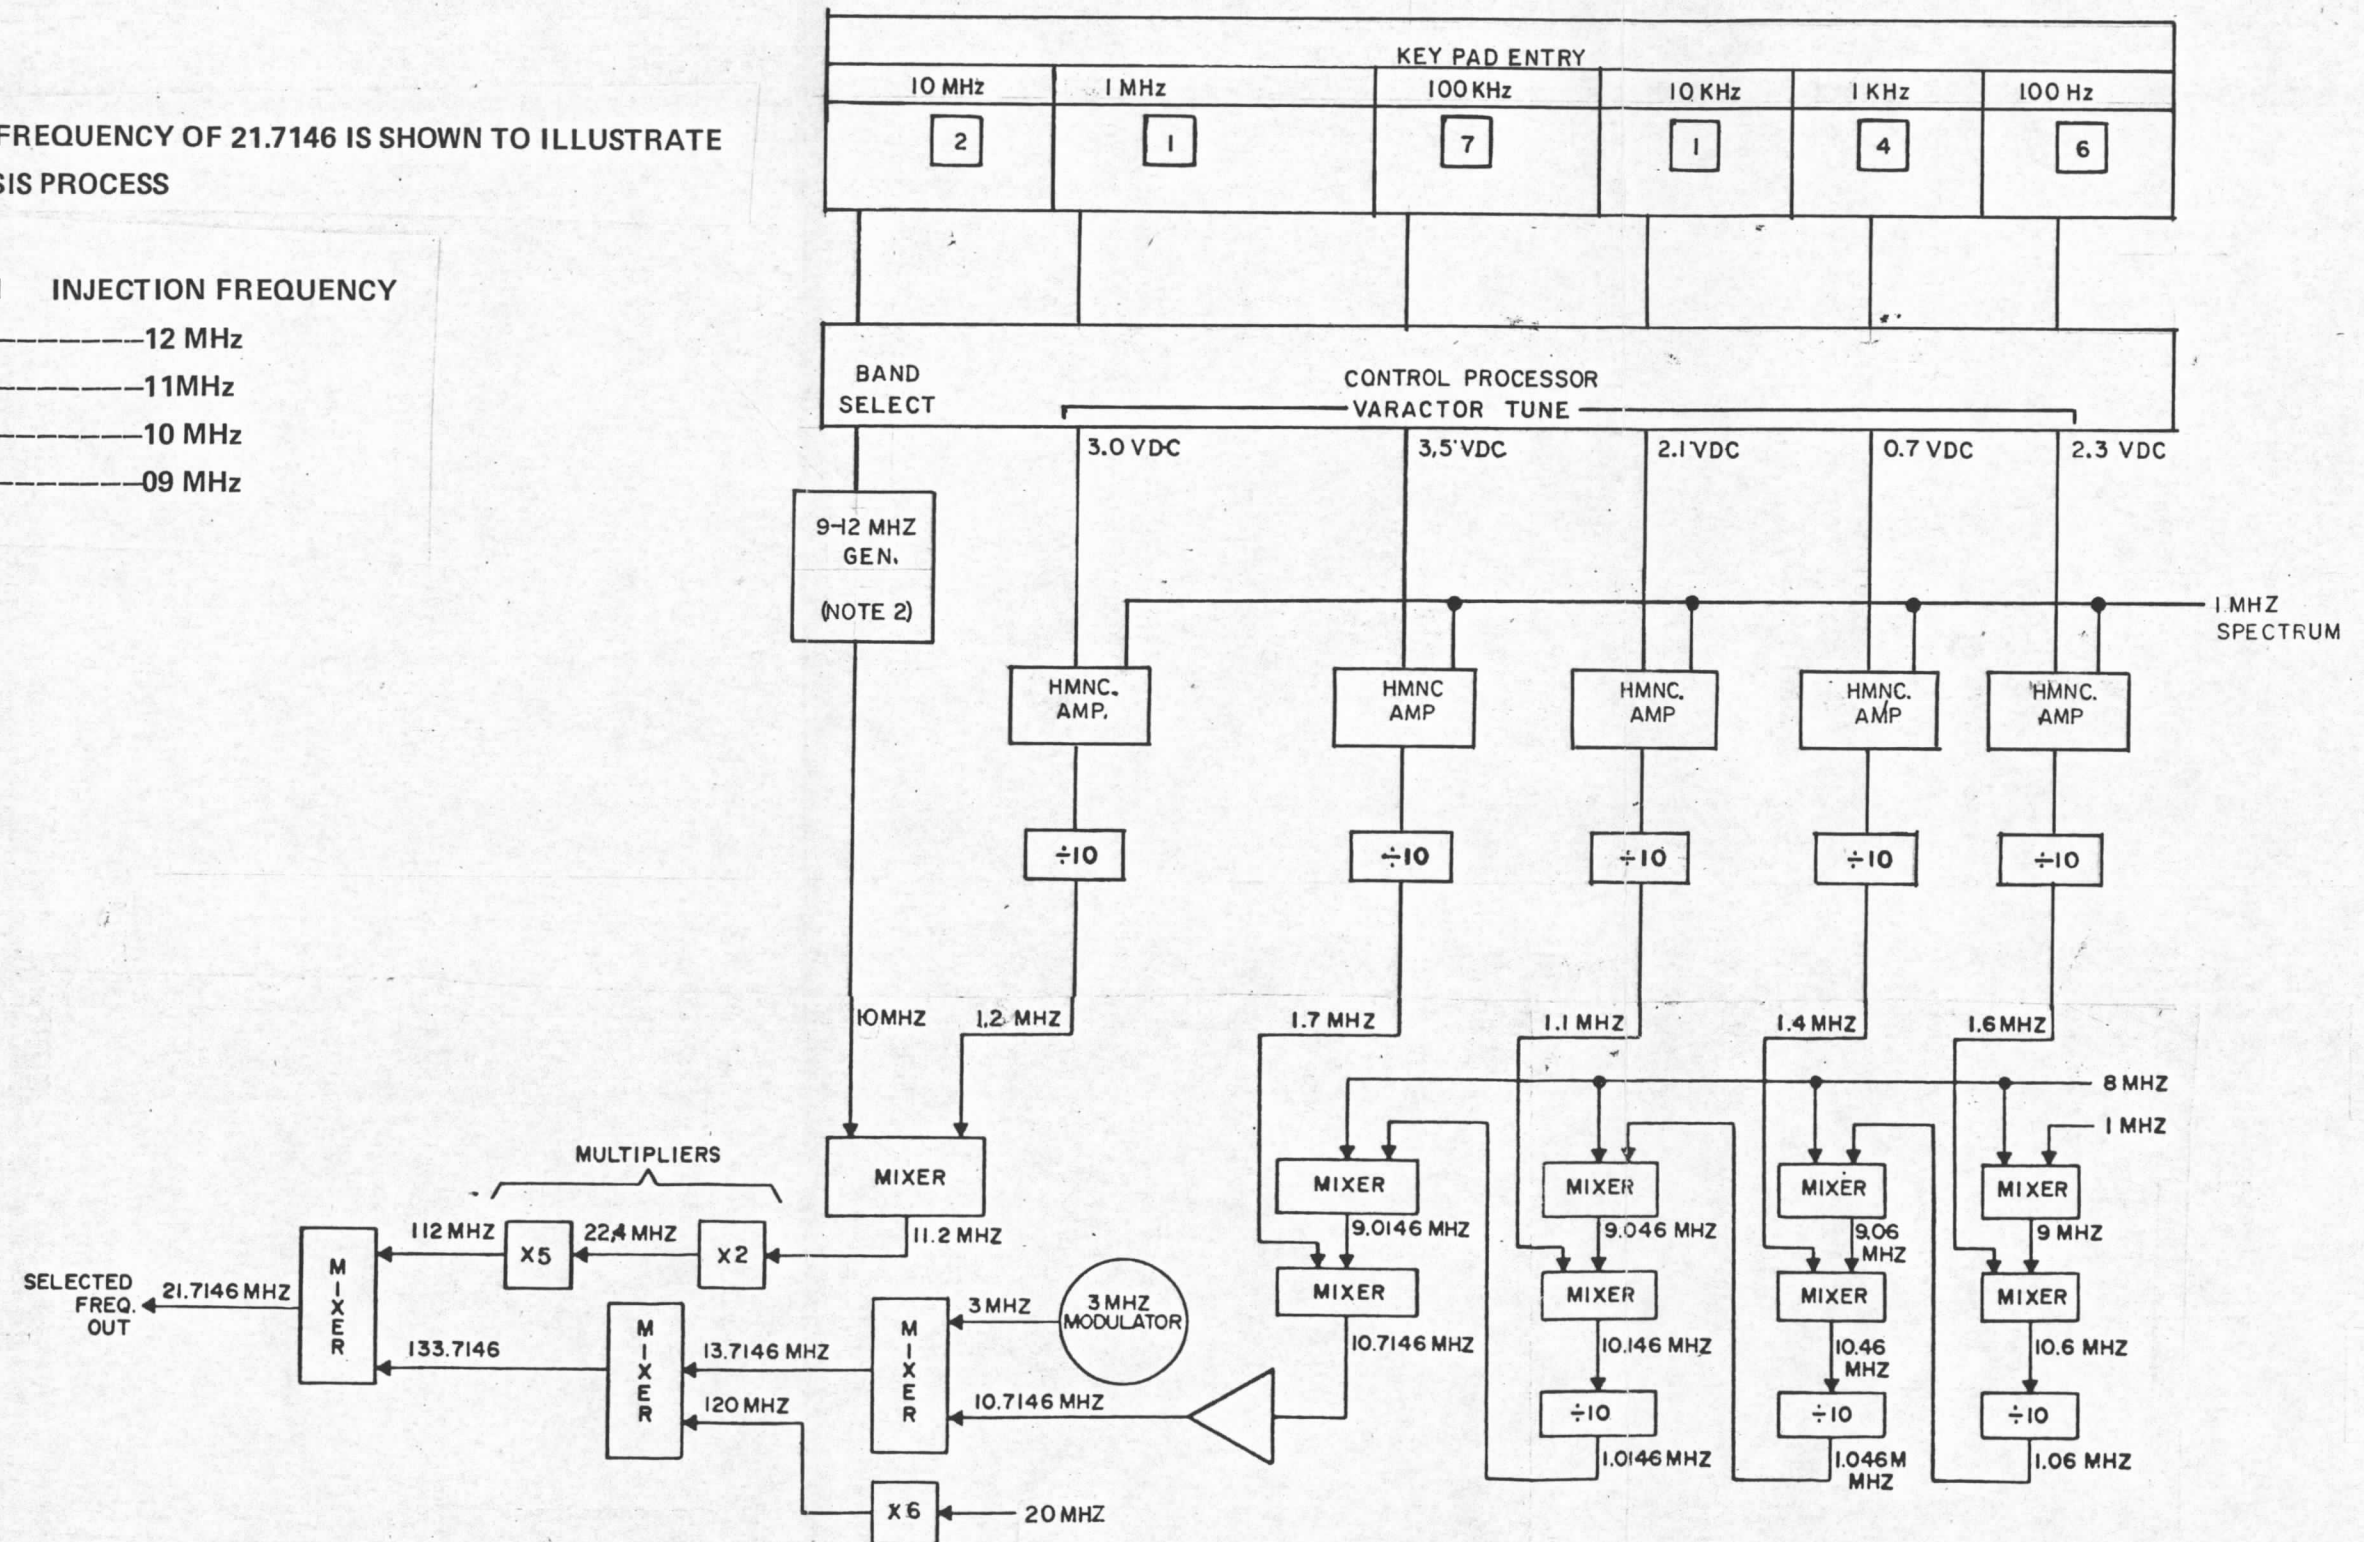 FREQUENCY OF 21.7146 IS SHOWN TO ILLUSTRATE
SIS PROCESS
INJECTION FREQUENCY
12 MHz
11MHz
10 MHz
09 MHz
KEY PAD ENTRY
10 MHz 1 MHz 100 KHz 10 KHz 1 KHz 100 Hz
2 1 7 1 4 6
BAND
SELECT
CONTROL PROCESSOR
VARACTOR TUNE
3.0 VDC 3,5 VDC 2.1 VDC 0.7 VDC 2.3 VDC
9-12 MHZ
GEN.
(NOTE 2)
1 MHZ
SPECTRUM
HMNC.
AMP.
HMNC
AMP
HMNC.
AMP
HMNC.
AMP
HMNC.
AMP
÷10 ÷10 ÷10 ÷10 ÷10
10MHZ 1.2 MHZ 1.7 MHZ 1.1 MHZ 1.4 MHZ 1.6 MHZ
8 MHZ
1 MHZ
MIXER MIXER MIXER MIXER MIXER
9.0146 MHZ 9.046 MHZ 9.06
MHZ
9 MHZ
MIXER MIXER MIXER MIXER
10.7146 MHZ 10.146 MHZ 10.46
MHZ
10.6 MHZ
÷10 ÷10 ÷10
1.0146 MHZ 1.046M
MHZ
1.06 MHZ
MULTIPLIERS
112 MHZ X5 22.4 MHZ X2 11.2 MHZ
SELECTED
FREQ.
OUT
21.7146 MHZ
MIXER
133.7146
MIXER
13.7146 MHZ
120 MHZ
MIXER
3 MHZ
3 MHZ
MODULATOR
10.7146 MHZ
X6 20 MHZ